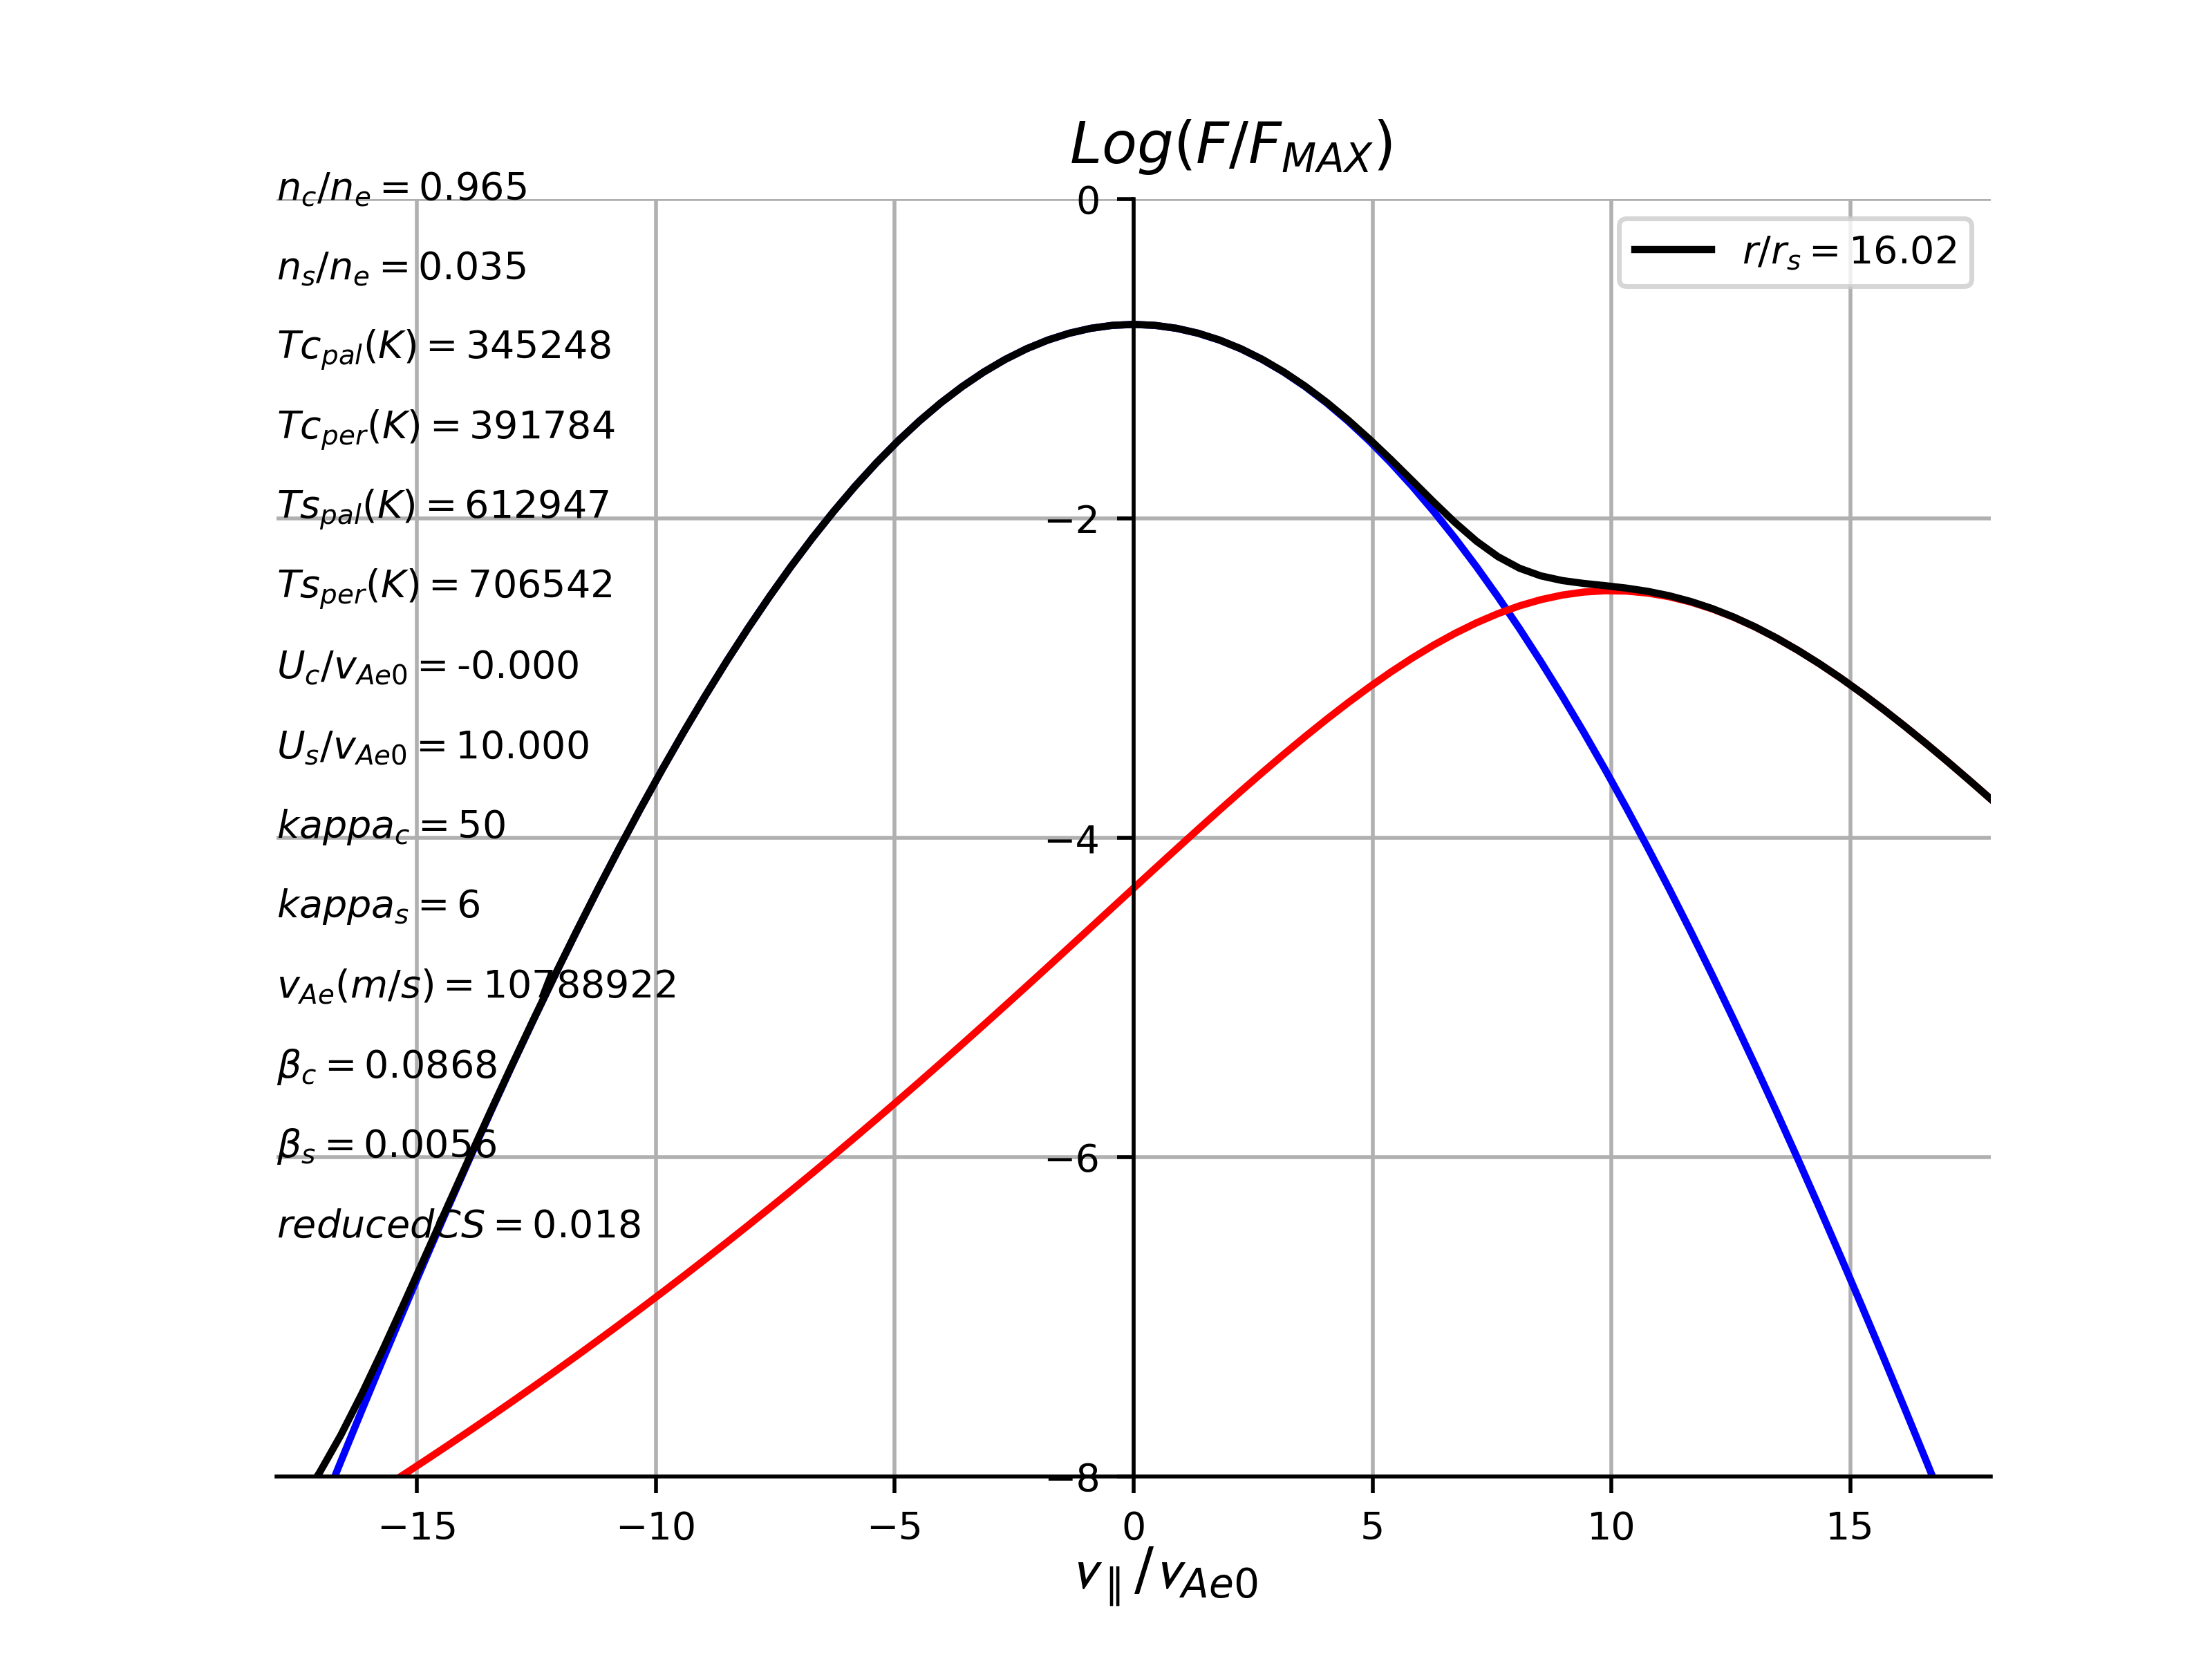 Log(F/F_MAX)
n_c/n_e = 0.965
0
r/r_s = 16.02
n_s/n_e = 0.035
Tc_pal(K) = 345248
Tc_per(K) = 391784
Ts_pal(K) = 612947
−2
Ts_per(K) = 706542
U_c/v_Ae0 = -0.000
U_s/v_Ae0 = 10.000
kappa_c = 50
−4
kappa_s = 6
v_Ae(m/s) = 10788922
β_c = 0.0868
β_s = 0.0056
−6
reducedCS = 0.018
−8
−15 −10 −5 0 5 10 15
v_∥/v_Ae0